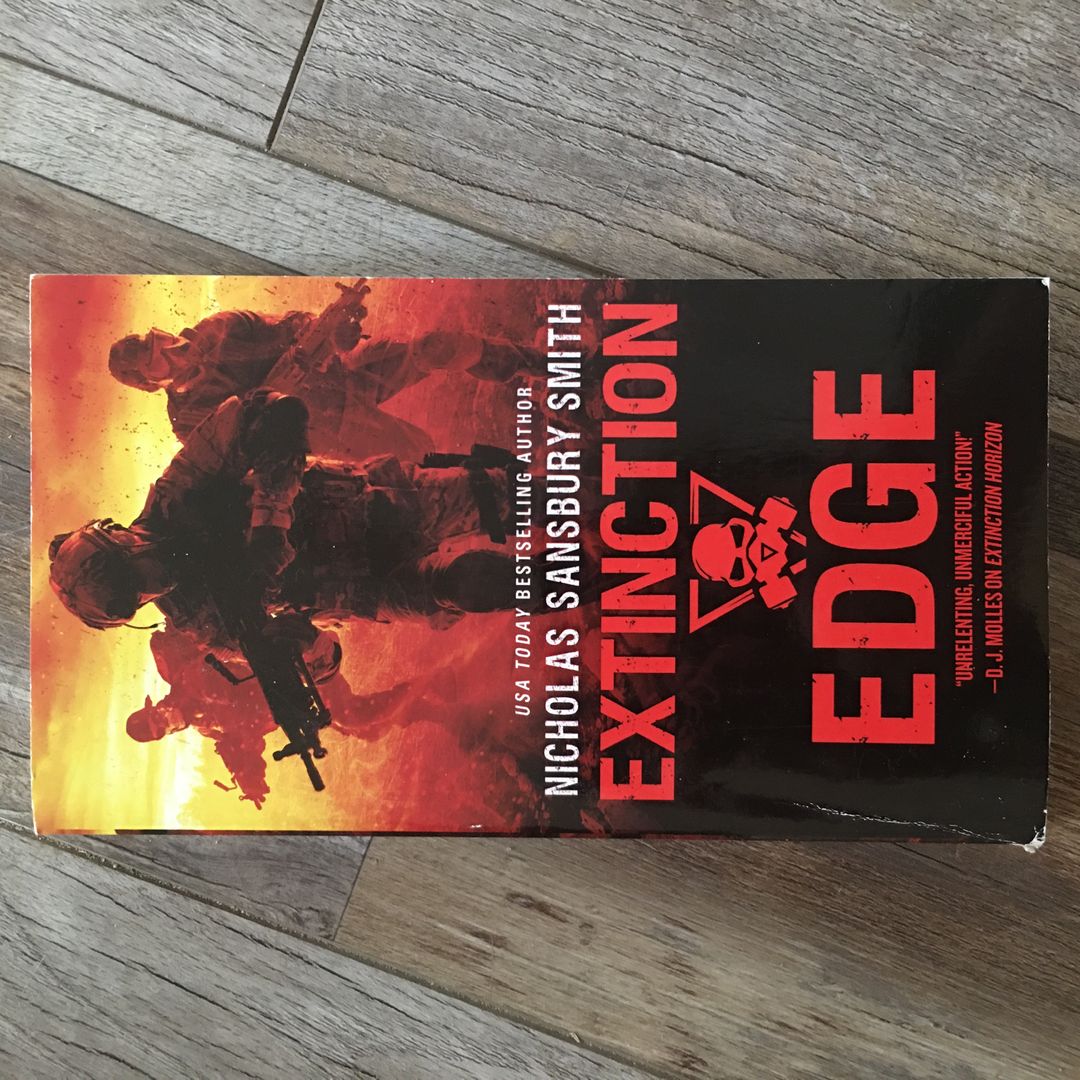 USA TODAY BESTSELLING AUTHOR
NICHOLAS SANSBURY SMITH
EXTINCTION
EDGE
"UNRELENTING, UNMERCIFUL ACTION!"
—D. J. MOLLES ON EXTINCTION HORIZON